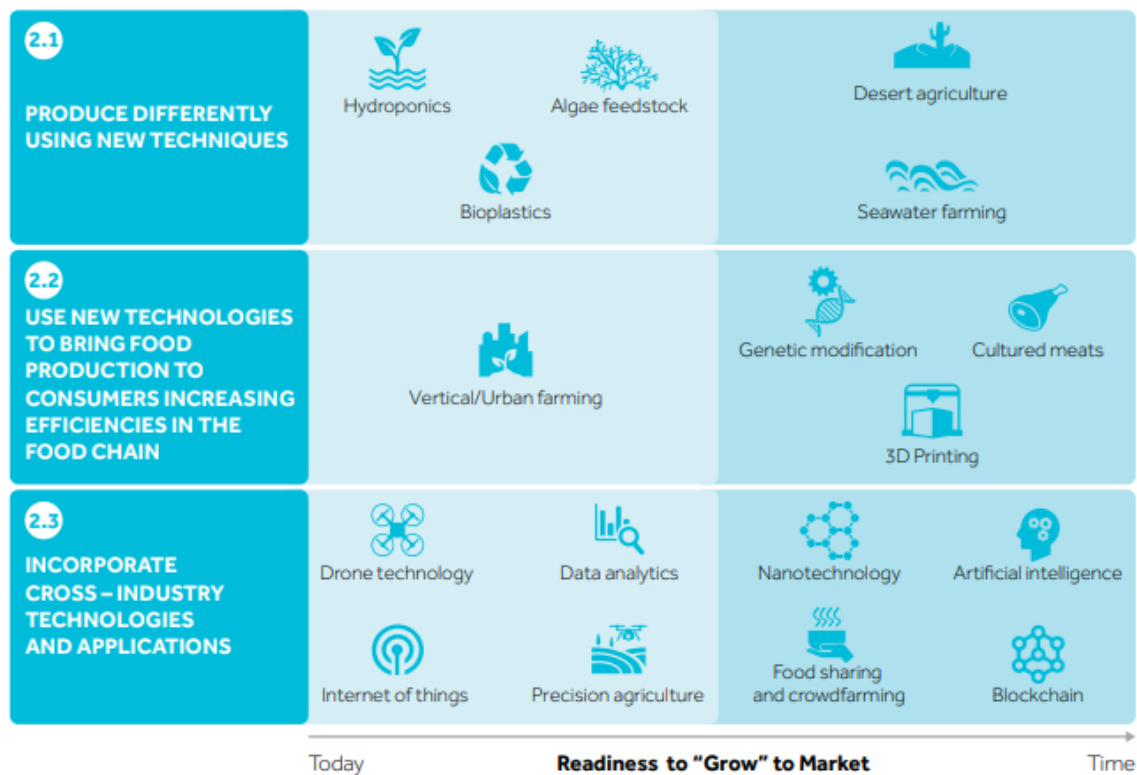 2.1
PRODUCE DIFFERENTLY
USING NEW TECHNIQUES
Hydroponics
Algae feedstock
Bioplastics
Desert agriculture
Seawater farming
2.2
USE NEW TECHNOLOGIES
TO BRING FOOD
PRODUCTION TO
CONSUMERS INCREASING
EFFICIENCIES IN THE
FOOD CHAIN
Vertical/Urban farming
Genetic modification
Cultured meats
3D Printing
2.3
INCORPORATE
CROSS – INDUSTRY
TECHNOLOGIES
AND APPLICATIONS
Drone technology
Data analytics
Internet of things
Precision agriculture
Nanotechnology
Artificial intelligence
Food sharing
and crowdfarming
Blockchain
Today
Readiness to “Grow” to Market
Time